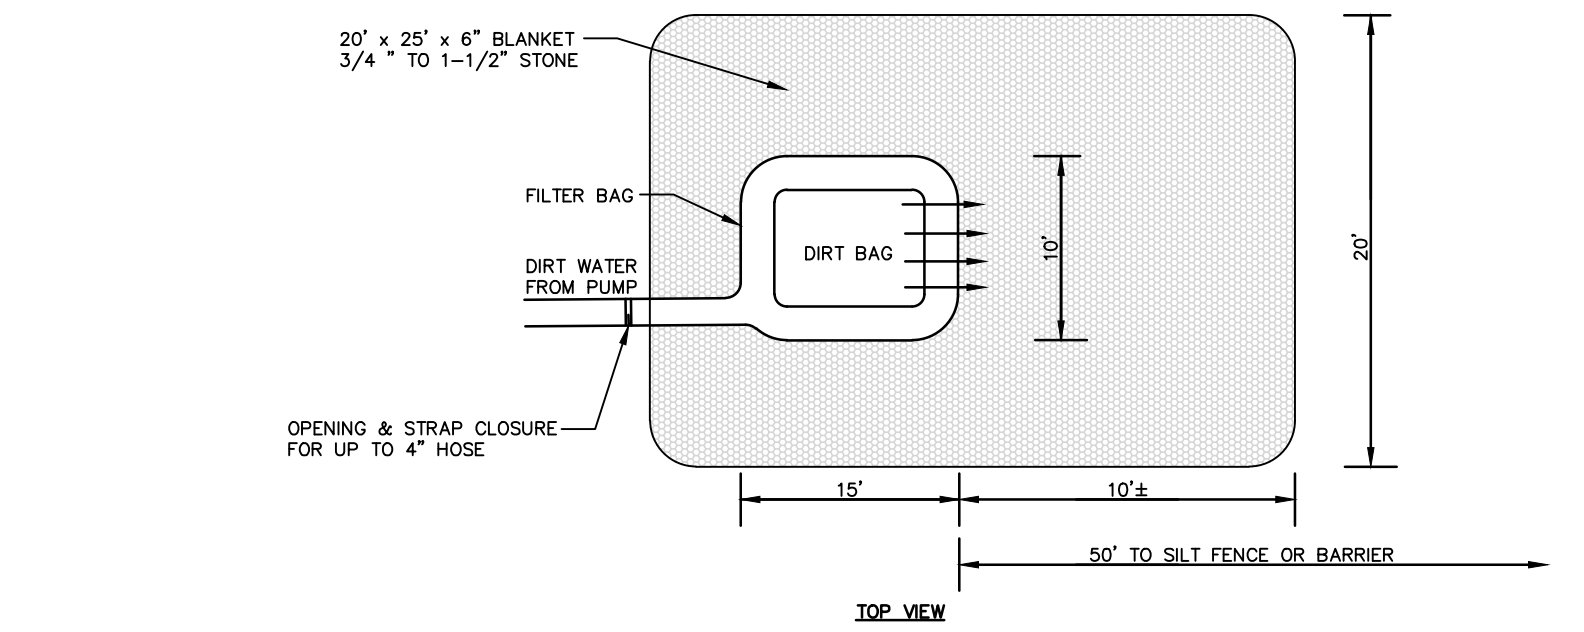 20' x 25' x 6" BLANKET
3/4 " TO 1-1/2" STONE
FILTER BAG
DIRT BAG
DIRT WATER
FROM PUMP
10'
20'
OPENING & STRAP CLOSURE
FOR UP TO 4" HOSE
15'
10'±
50' TO SILT FENCE OR BARRIER
TOP VIEW